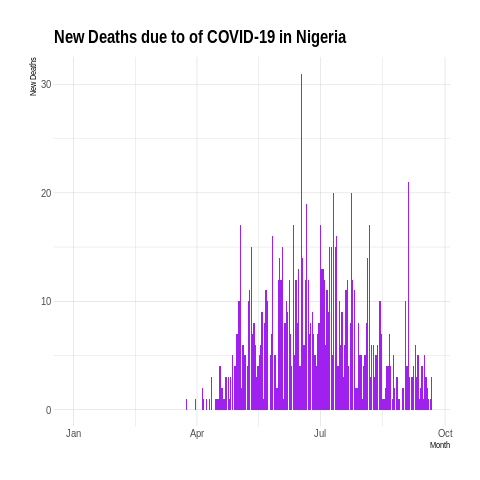 New Deaths due to of COVID-19 in Nigeria
New Deaths
30
20
10
0
Jan Apr Jul Oct
Month